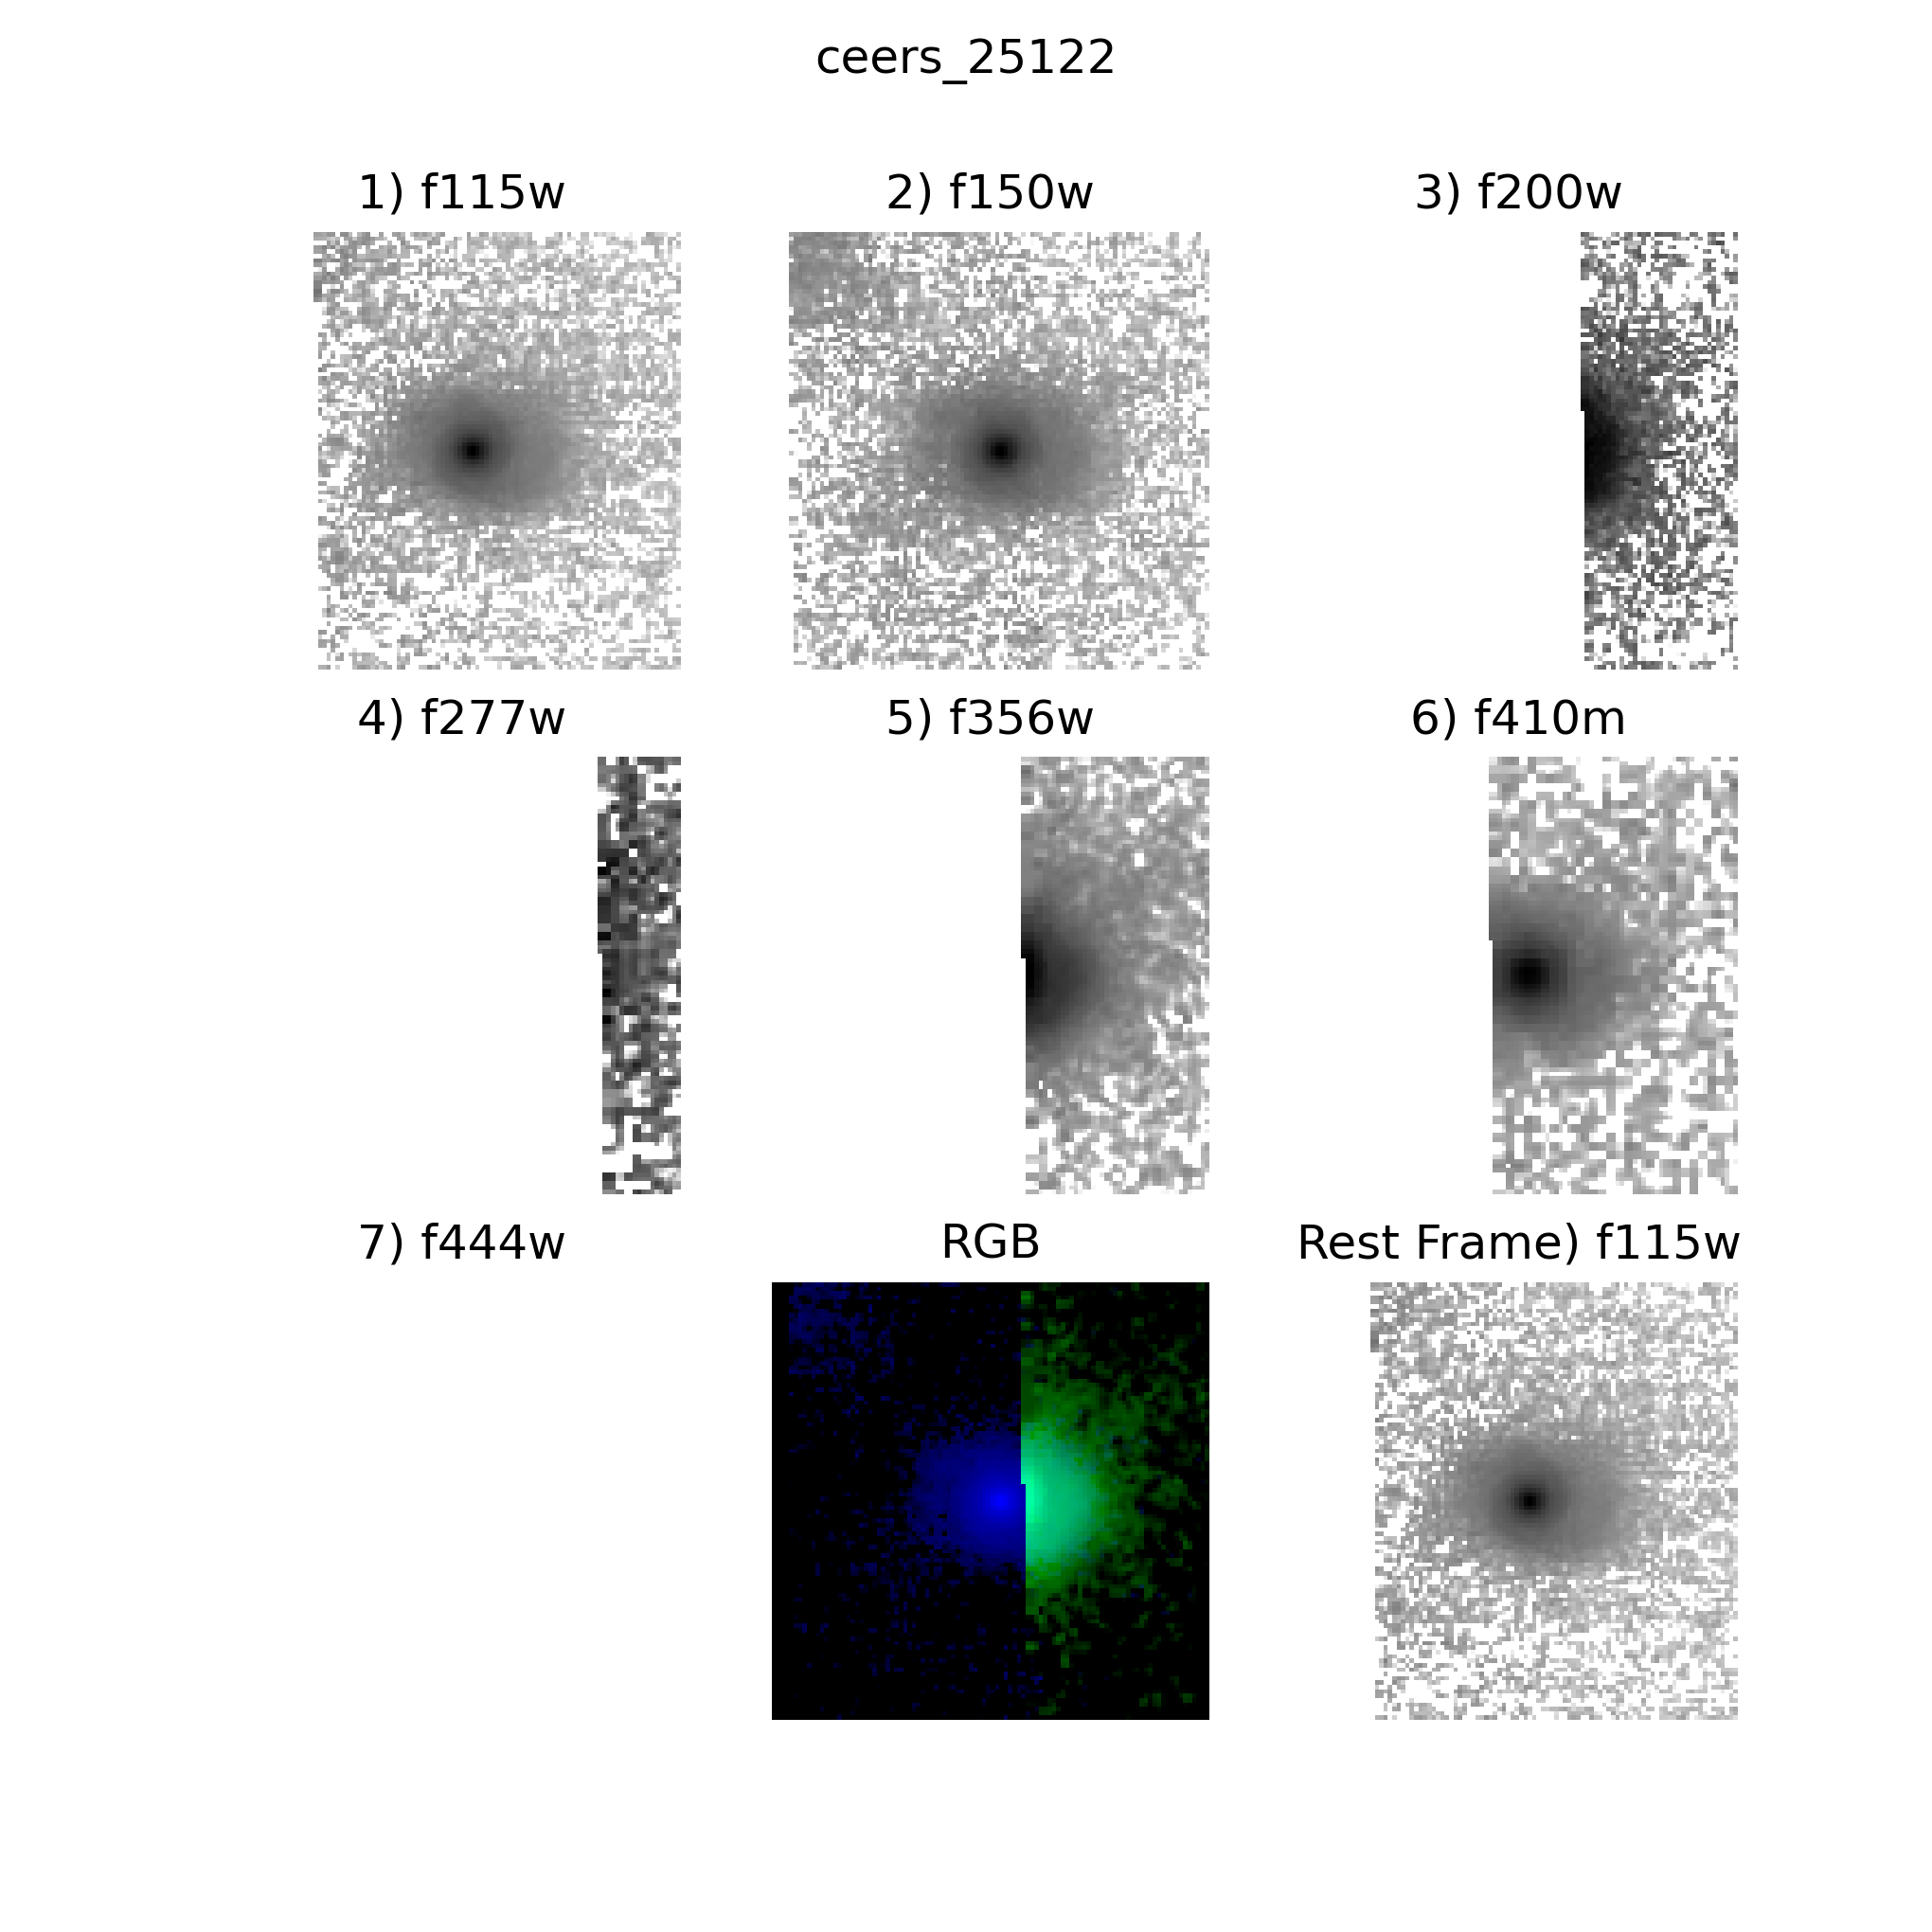 ceers_25122
1) f115w
2) f150w
3) f200w
4) f277w
5) f356w
6) f410m
7) f444w
RGB
Rest Frame) f115w